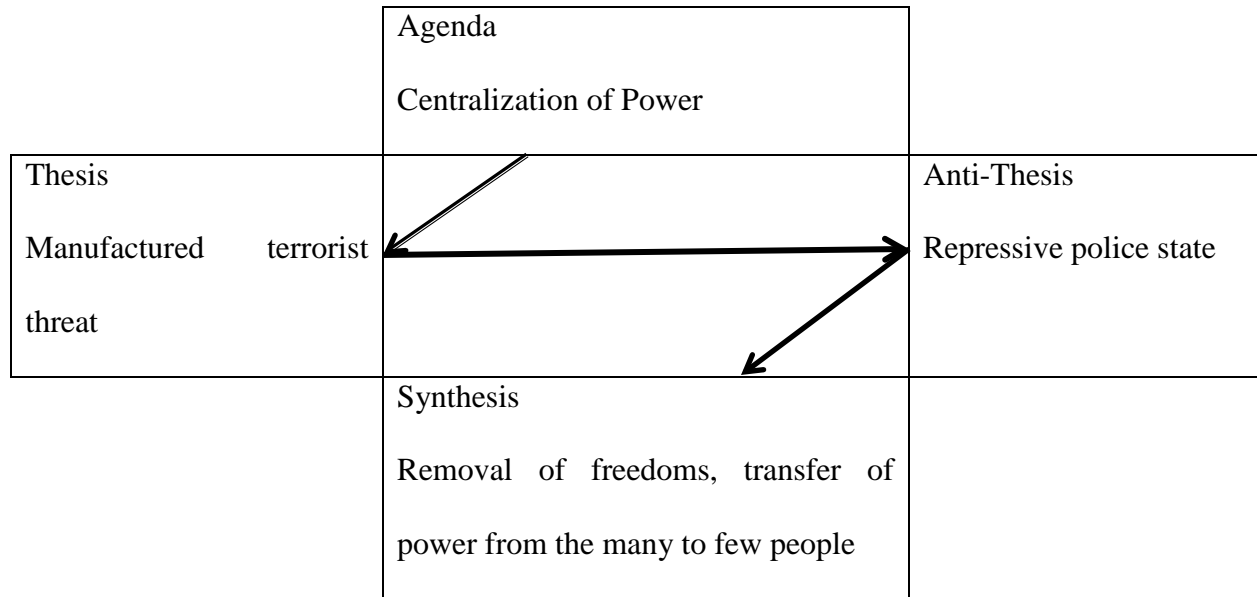 Agenda
Centralization of Power
Thesis
Manufactured terrorist
threat
Anti-Thesis
Repressive police state
Synthesis
Removal of freedoms, transfer of
power from the many to few people